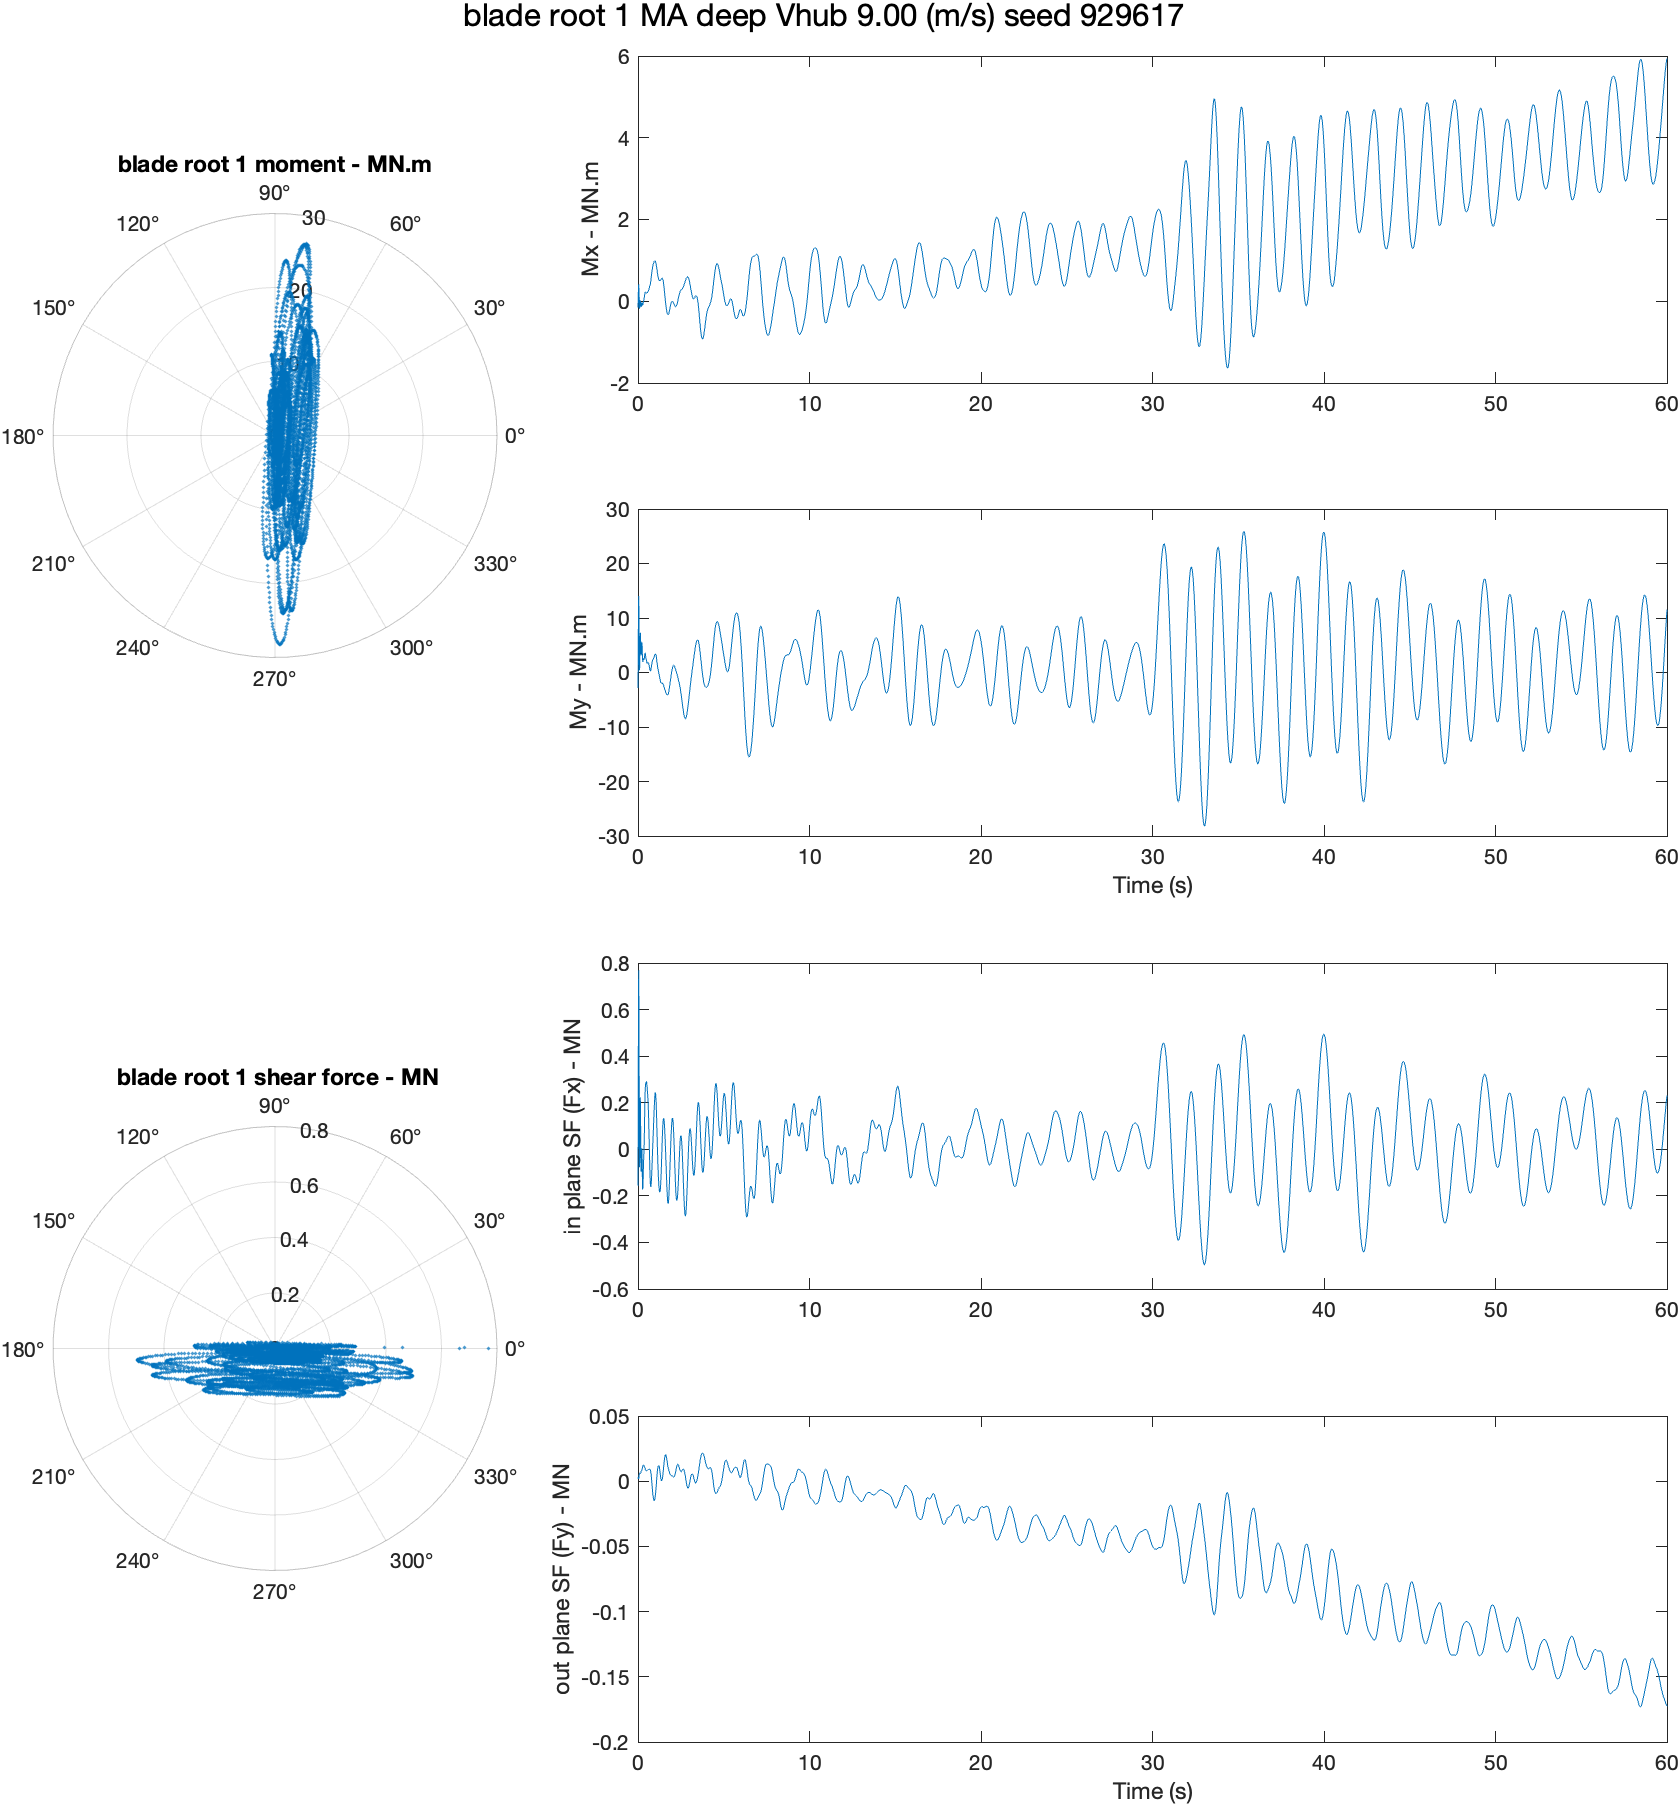 blade root 1 MA deep Vhub 9.00 (m/s) seed 929617
blade root 1 moment - MN.m
90°
120° 30 60°
20
150° 30°
180° 0°
210° 330°
240° 300°
270°
Mx - MN.m
6
4
2
0
-2
0 10 20 30 40 50 60
My - MN.m
30
20
10
0
-10
-20
-30
0 10 20 30 40 50 60
Time (s)
blade root 1 shear force - MN
90°
120° 0.8 60°
0.6
150° 30°
0.4
0.2
180° 0°
210° 330°
240° 300°
270°
in plane SF (Fx) - MN
0.8
0.6
0.4
0.2
0
-0.2
-0.4
-0.6
0 10 20 30 40 50 60
out plane SF (Fy) - MN
0.05
0
-0.05
-0.1
-0.15
-0.2
0 10 20 30 40 50 60
Time (s)